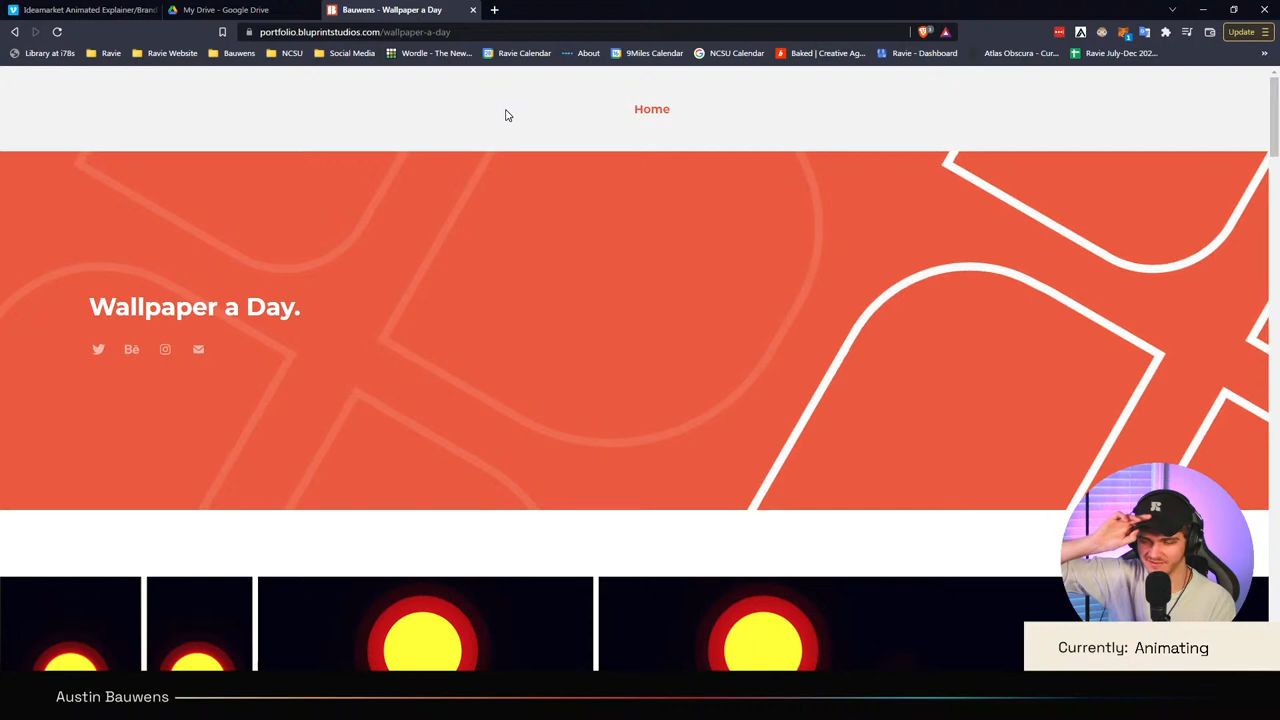 Ideamarket Animated Explainer/Brand
My Drive - Google Drive
Bauwens - Wallpaper a Day
portfolio.bluprintstudios.com/wallpaper-a-day
Update
Library at i78s
Ravie
Ravie Website
Bauwens
NCSU
Social Media
Wordle - The New...
Ravie Calendar
About
9Miles Calendar
NCSU Calendar
Baked | Creative Ag...
Ravie - Dashboard
Atlas Obscura - Cur...
Ravie July-Dec 202...
Home
Wallpaper a Day.
Currently: Animating
Austin Bauwens